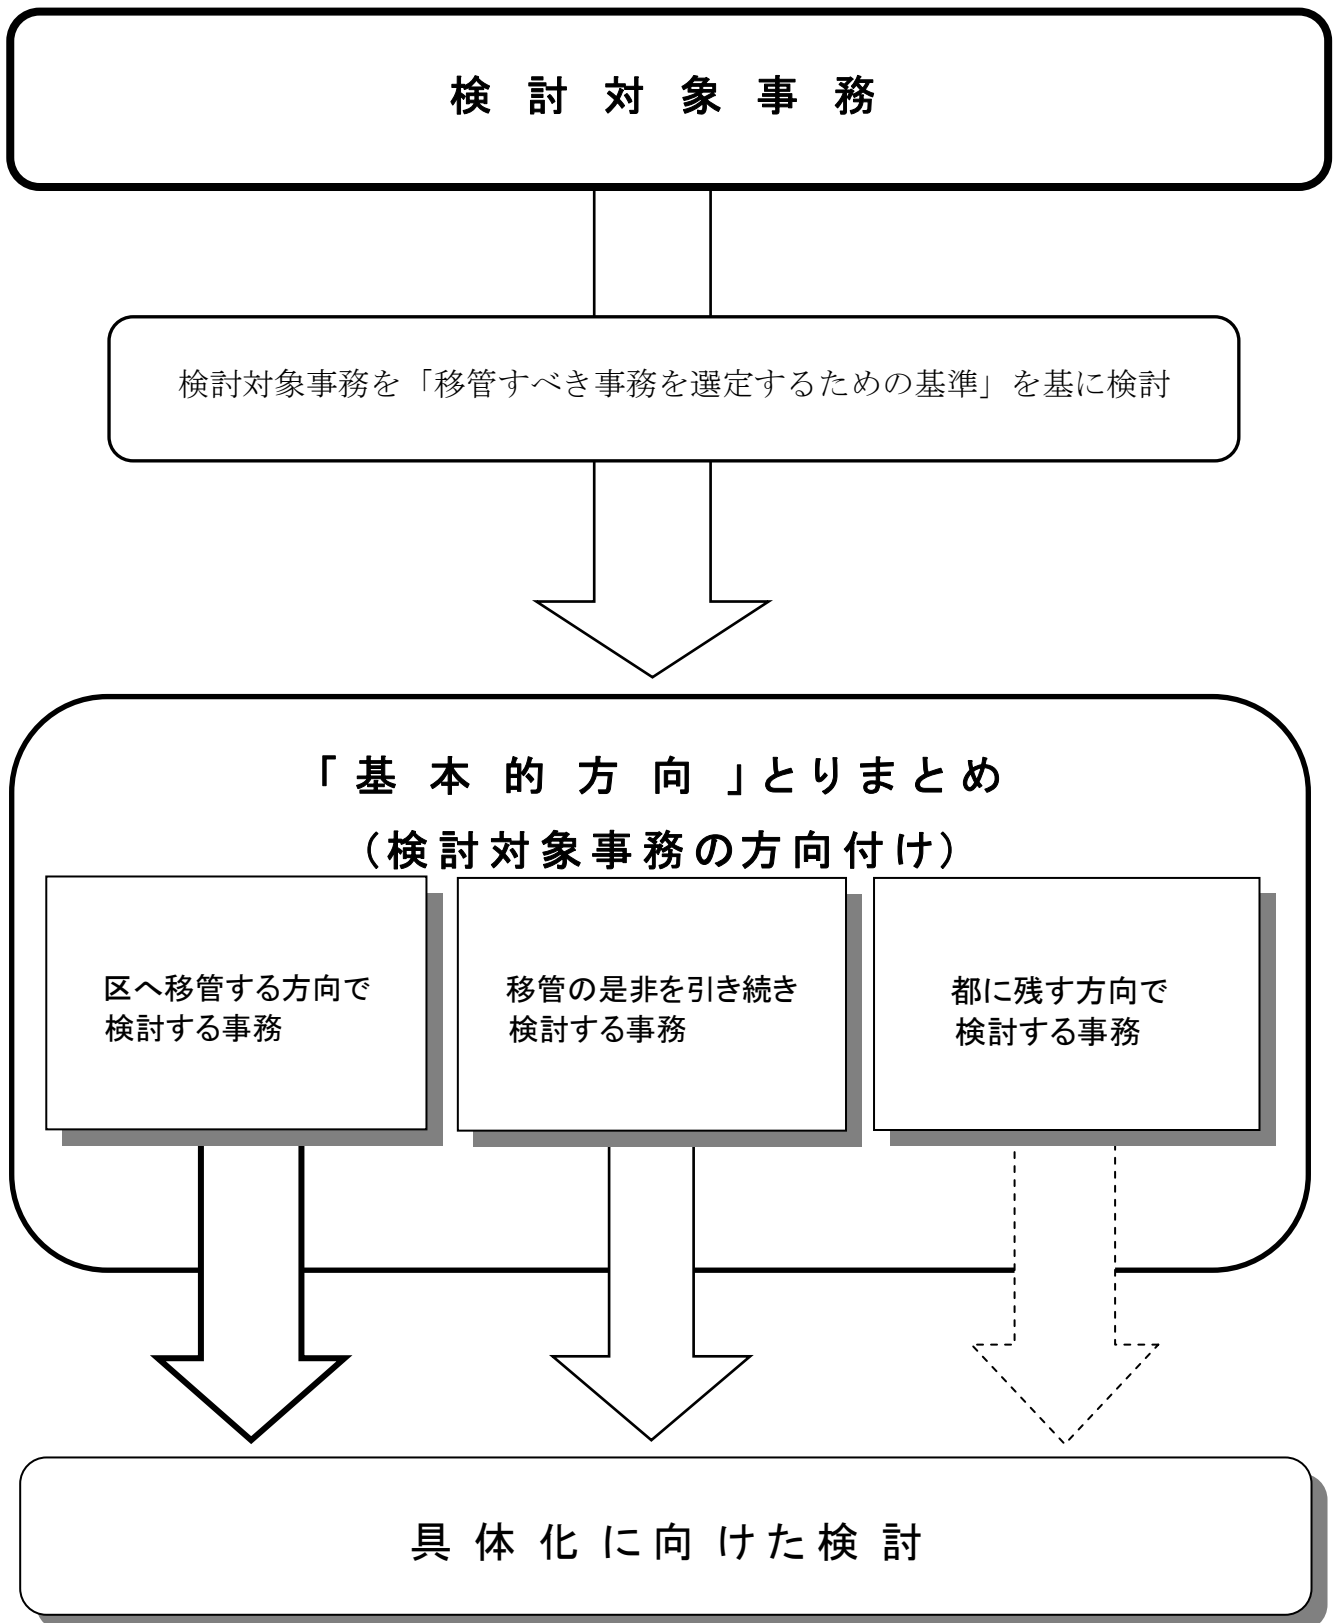 検討対象事務
検討対象事務を「移管すべき事務を選定するための基準」を基に検討
「基本的方向」とりまとめ
（検討対象事務の方向付け）
区へ移管する方向で
検討する事務
移管の是非を引き続き
検討する事務
都に残す方向で
検討する事務
具体化に向けた検討